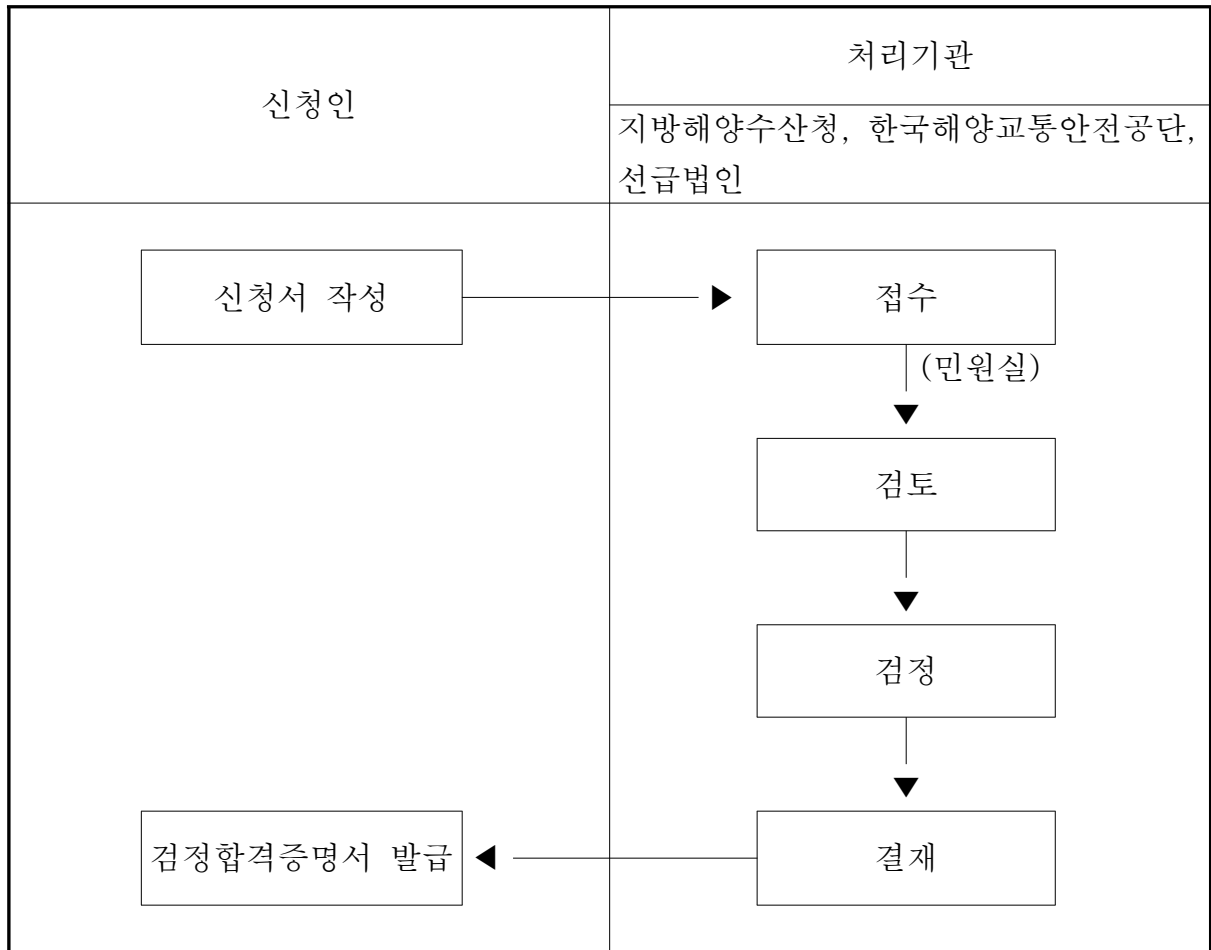 신청인
처리기관
지방해양수산청, 한국해양교통안전공단,
선급법인
신청서 작성
접수
(민원실)
검토
검정
검정합격증명서 발급
결재